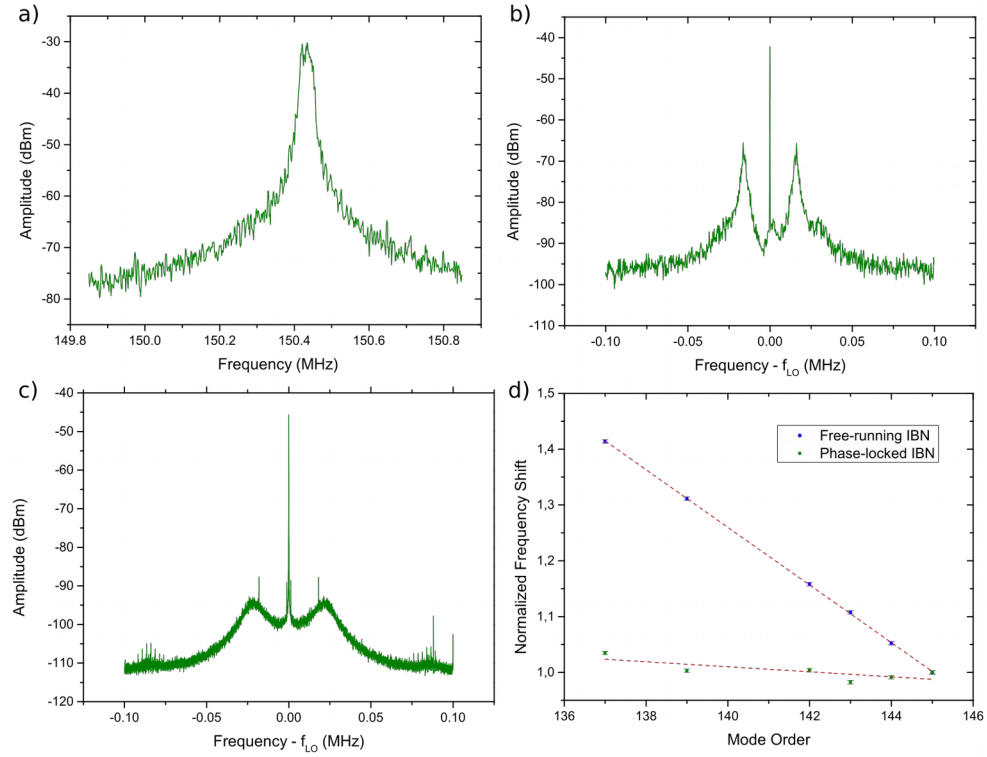 a)
-30
-40
-50
-60
-70
-80
Amplitude (dBm)
149.8 150.0 150.2 150.4 150.6 150.8
Frequency (MHz)
b)
-40
-50
-60
-70
-80
-90
-100
-110
Amplitude (dBm)
-0.10 -0.05 0.00 0.05 0.10
Frequency - fLO (MHz)
c)
-40
-50
-60
-70
-80
-90
-100
-110
-120
Amplitude (dBm)
-0.10 -0.05 0.00 0.05 0.10
Frequency - fLO (MHz)
d)
1,5
1,4
1,3
1,2
1,1
1,0
Normalized Frequency Shift
Free-running IBN
Phase-locked IBN
136 138 140 142 144 146
Mode Order